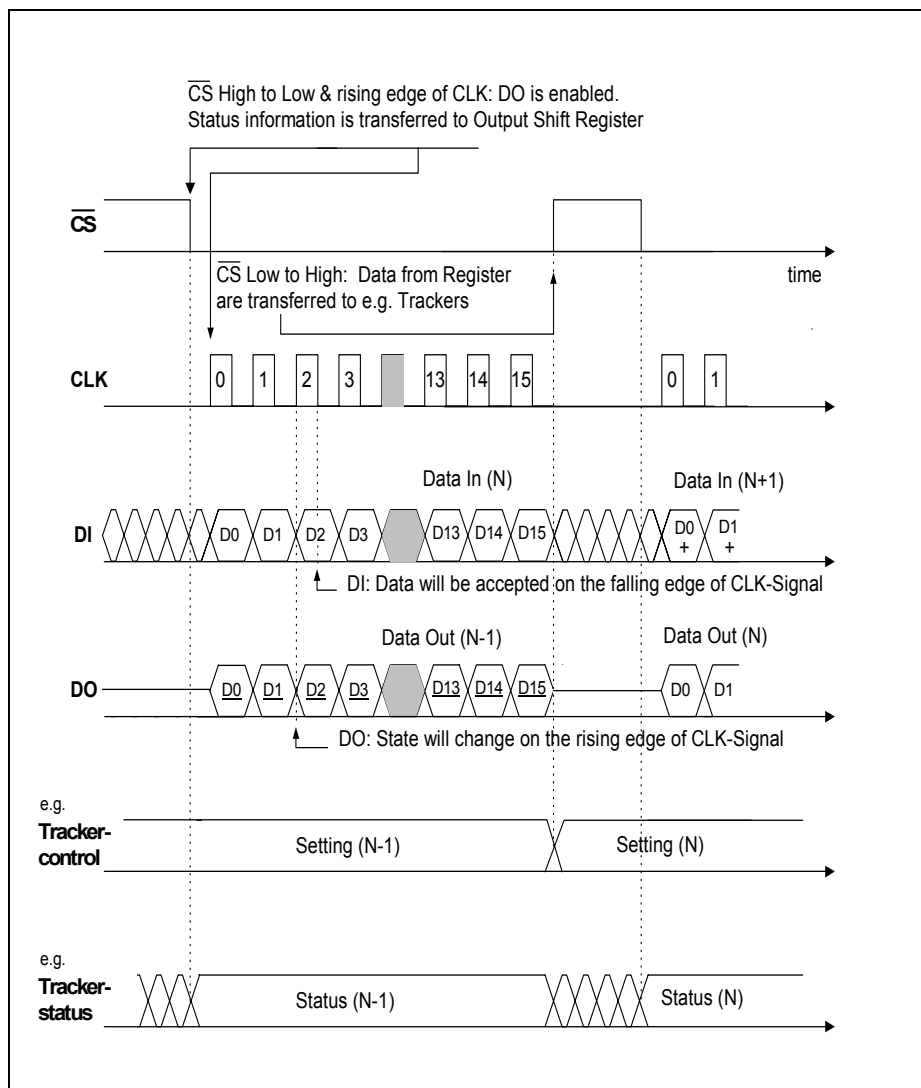 CS High to Low & rising edge of CLK: DO is enabled.
Status information is transferred to Output Shift Register
CS
time
CS Low to High: Data from Register
are transferred to e.g. Trackers
CLK
0 1 2 3 13 14 15 0 1
Data In (N) Data In (N+1)
DI
D0 D1 D2 D3 D13 D14 D15 D0 + D1 +
DI: Data will be accepted on the falling edge of CLK-Signal
Data Out (N-1) Data Out (N)
DO
D0 D1 D2 D3 D13 D14 D15 D0 D1
DO: State will change on the rising edge of CLK-Signal
e.g.
Tracker-
control
Setting (N-1) Setting (N)
e.g.
Tracker-
status
Status (N-1) Status (N)